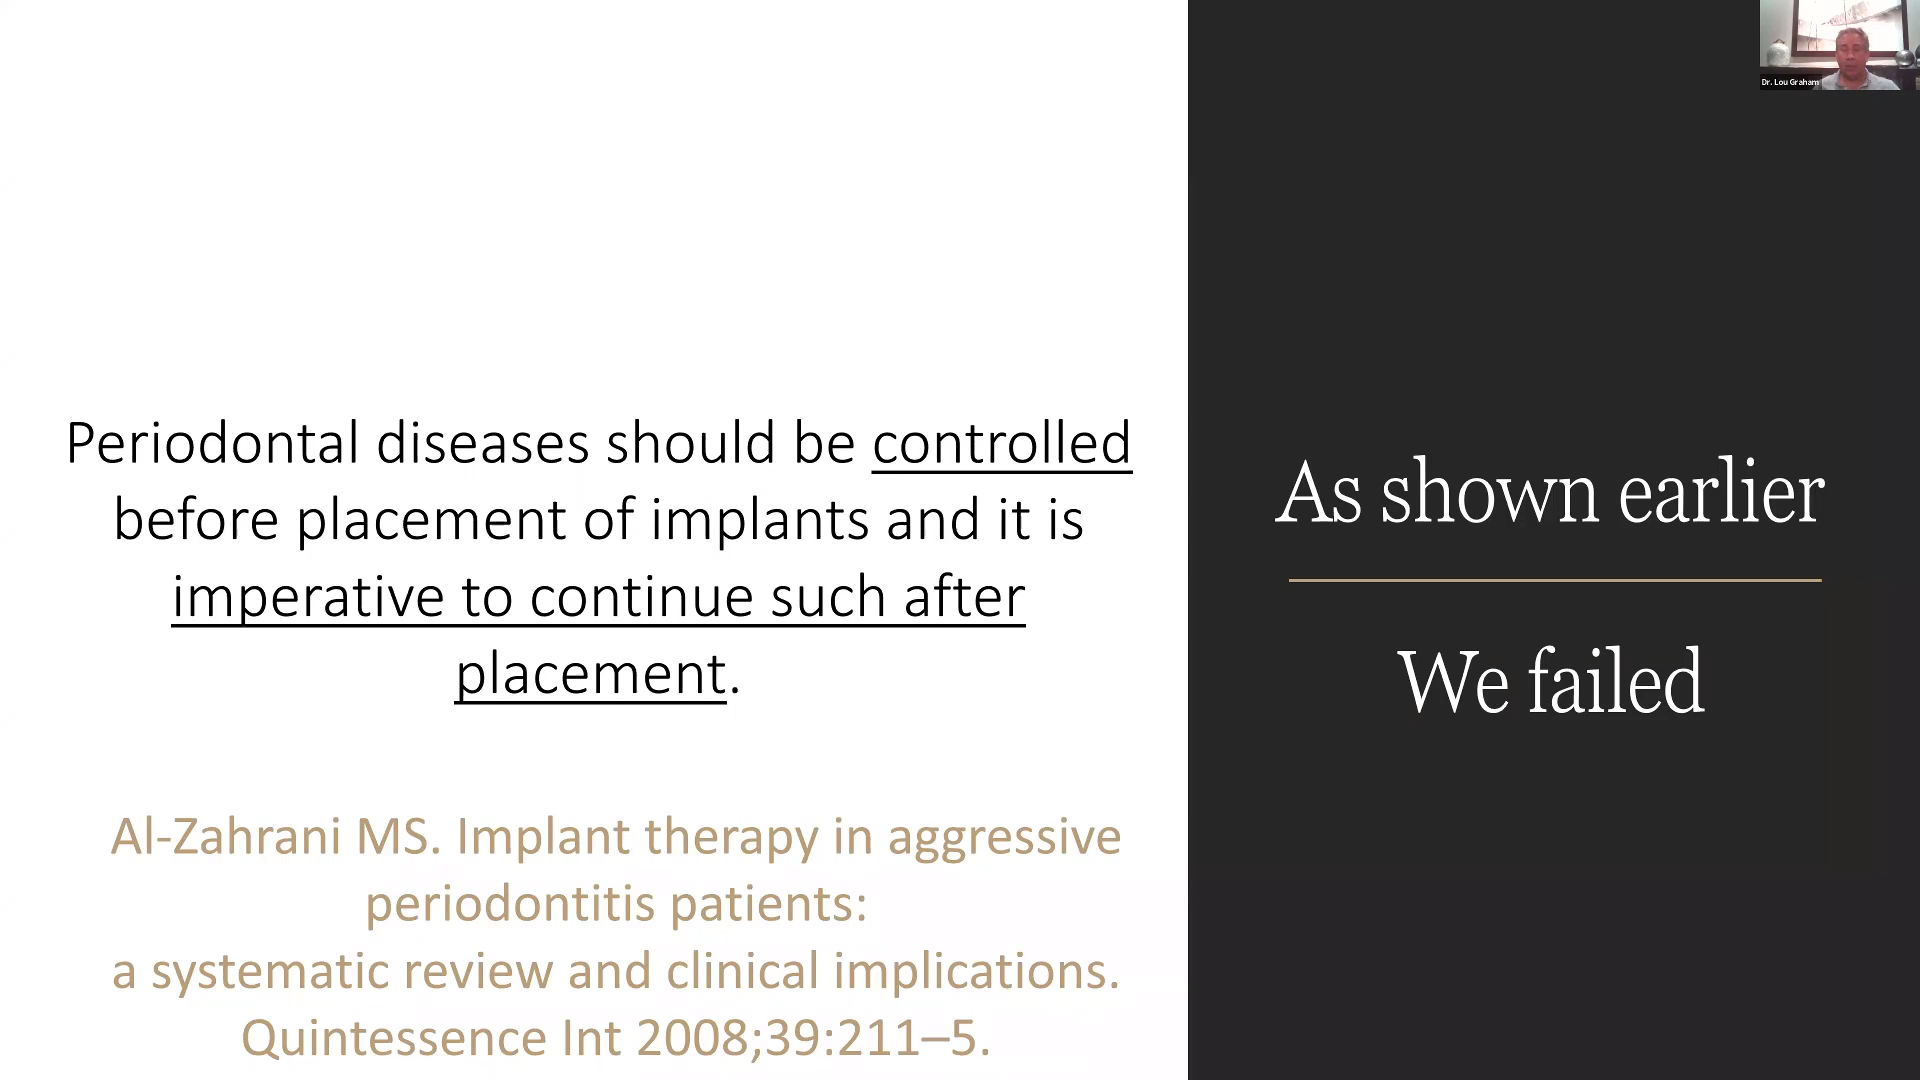 Periodontal diseases should be controlled
before placement of implants and it is
imperative to continue such after
placement.
Al-Zahrani MS. Implant therapy in aggressive
periodontitis patients:
a systematic review and clinical implications.
Quintessence Int 2008;39:211–5.
As shown earlier
We failed
Dr. Lou Graham